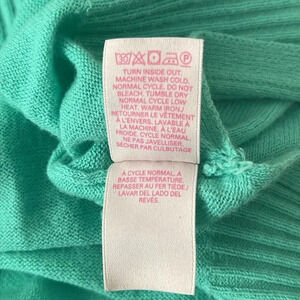 TURN INSIDE OUT.
MACHINE WASH COLD,
NORMAL CYCLE. DO NOT
BLEACH. TUMBLE DRY
NORMAL CYCLE LOW
HEAT. WARM IRON./
RETOURNER LE VÊTEMENT
À L'ENVERS. LAVABLE À
LA MACHINE, À L'EAU
FROIDE. CYCLE NORMAL.
NE PAS JAVELLISER.
SÉCHER PAR CULBUTAGE
À CYCLE NORMAL, À
BASSE TEMPÉRATURE.
REPASSER AU FER TIÈDE./
LAVAR DEL LADO DEL
REVÉS.